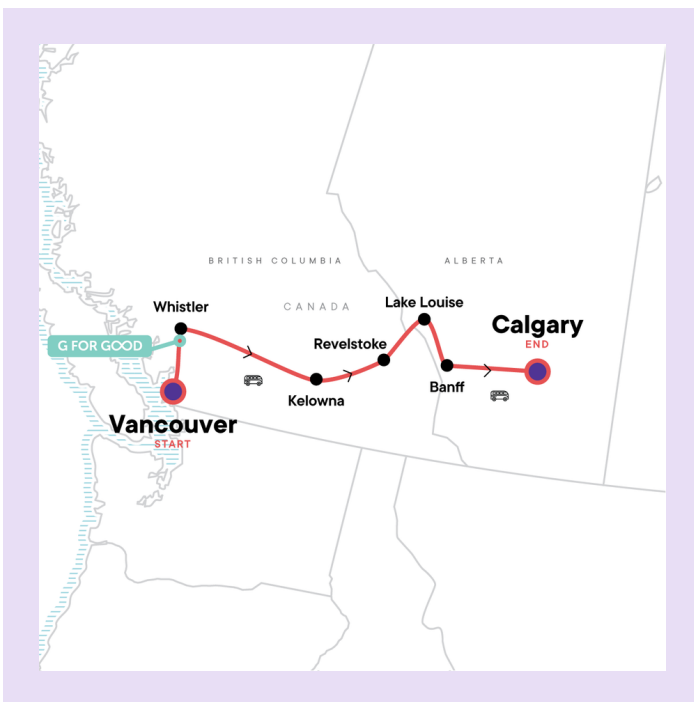 BRITISH COLUMBIA
ALBERTA
CANADA
Lake Louise
Whistler
Calgary
END
G FOR GOOD
Revelstoke
Banff
Kelowna
Vancouver
START